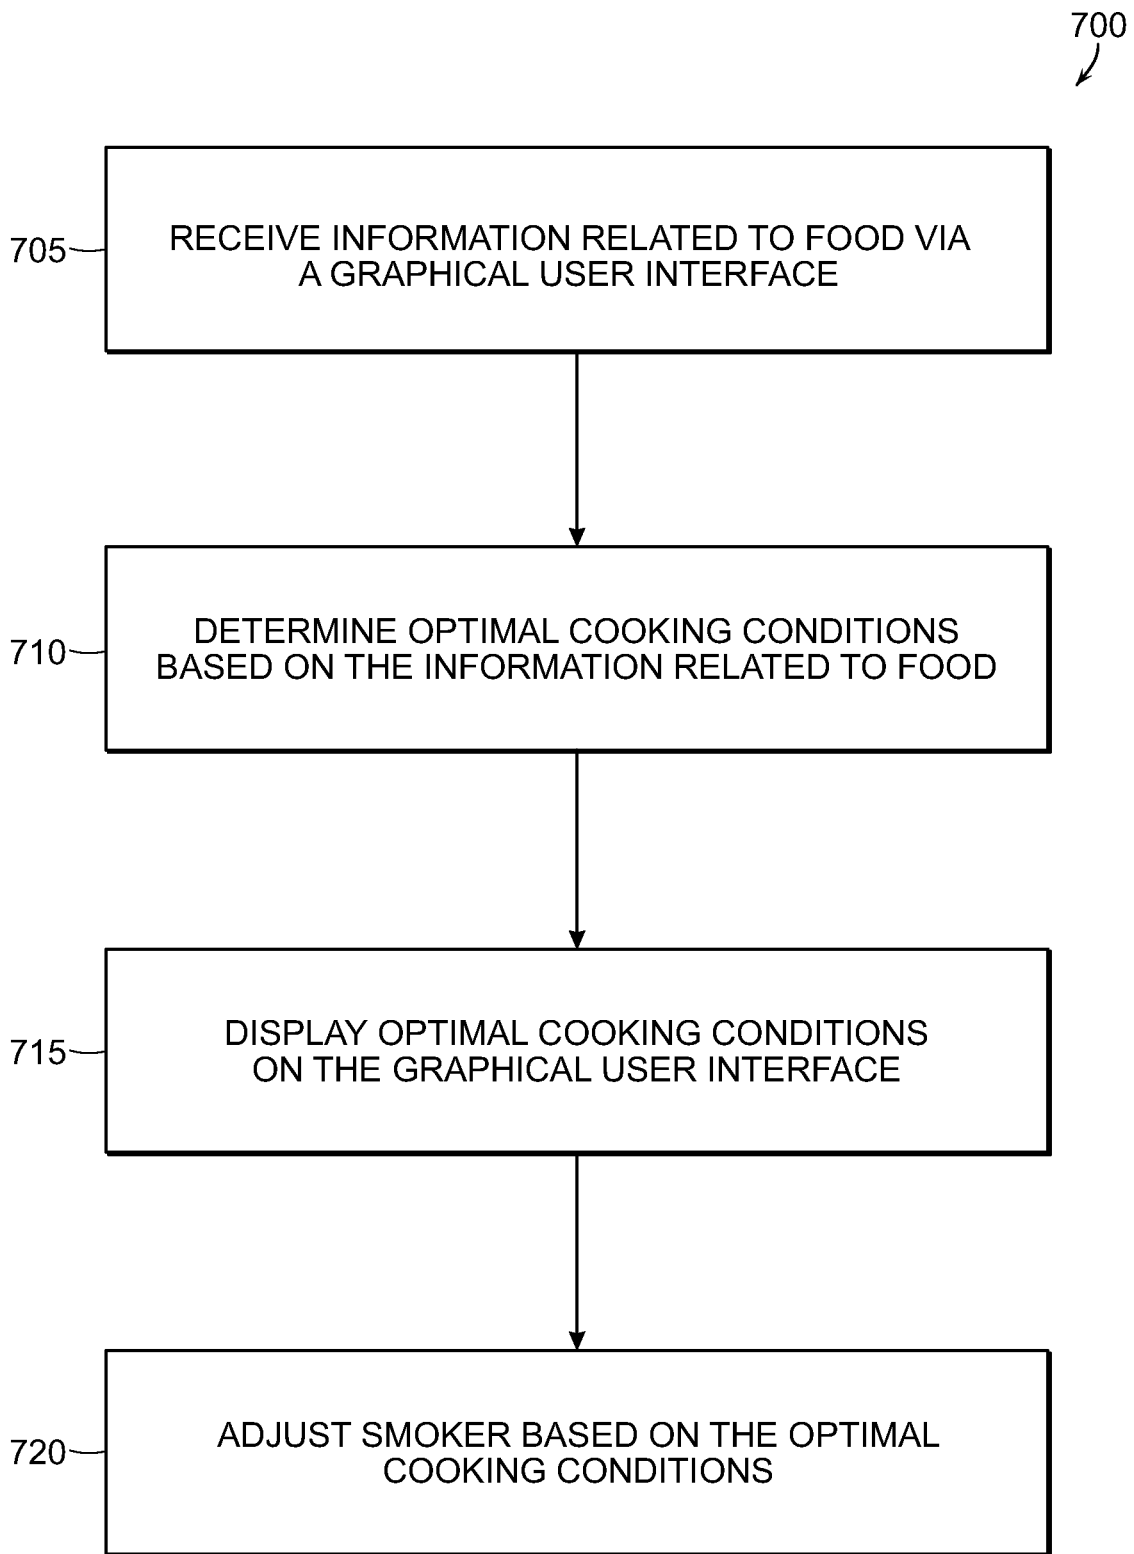 700
705
RECEIVE INFORMATION RELATED TO FOOD VIA
A GRAPHICAL USER INTERFACE
710
DETERMINE OPTIMAL COOKING CONDITIONS
BASED ON THE INFORMATION RELATED TO FOOD
715
DISPLAY OPTIMAL COOKING CONDITIONS
ON THE GRAPHICAL USER INTERFACE
720
ADJUST SMOKER BASED ON THE OPTIMAL
COOKING CONDITIONS